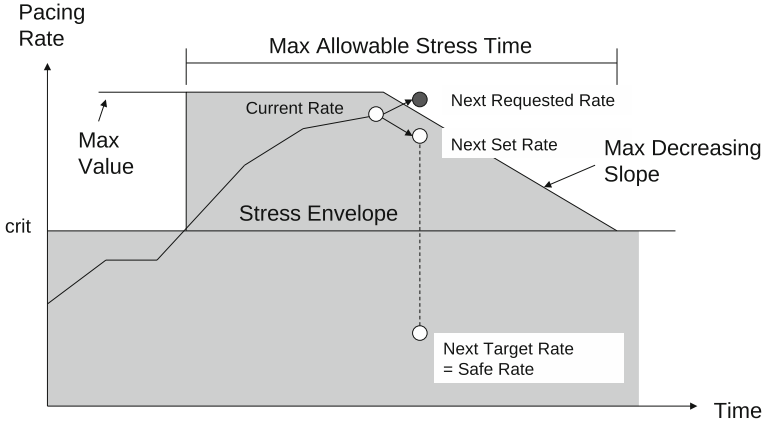 Pacing
Rate
Max Allowable Stress Time
Current Rate
Next Requested Rate
Max
Value
Next Set Rate
Max Decreasing
Slope
Stress Envelope
crit
Next Target Rate
= Safe Rate
Time